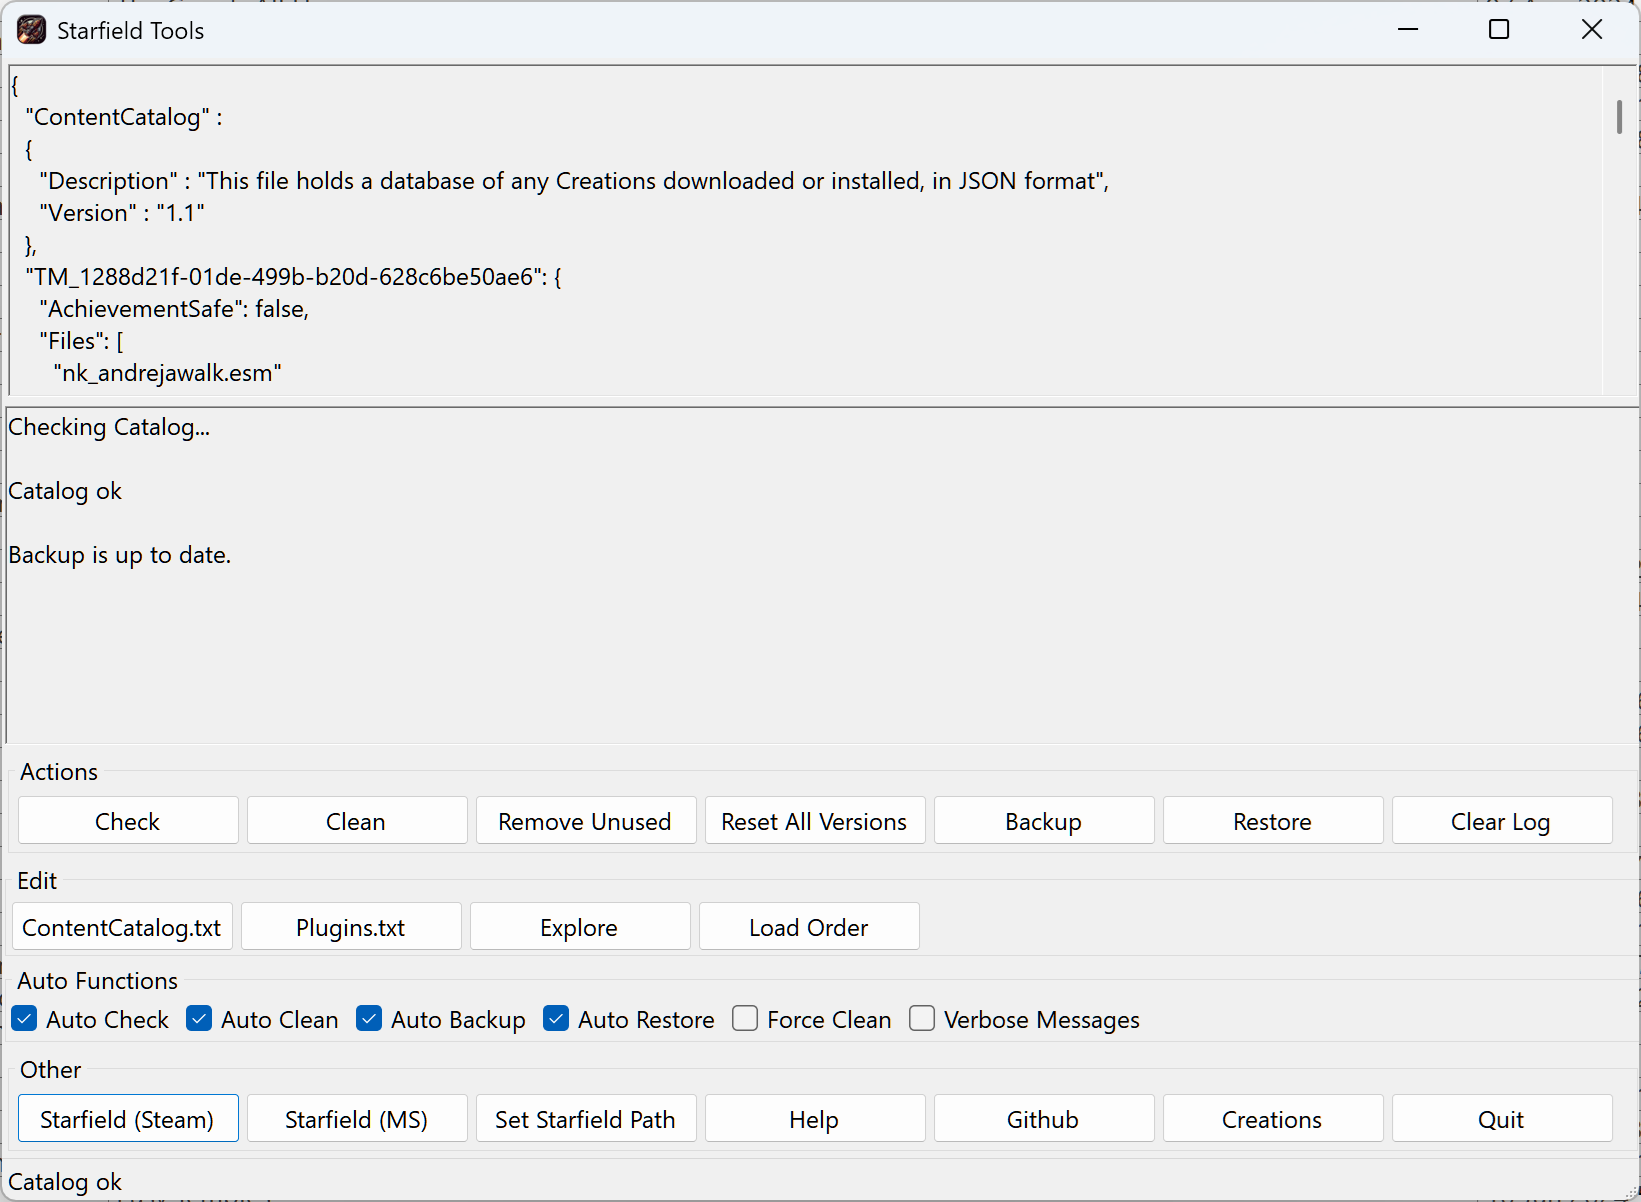 Starfield Tools
{
"ContentCatalog" :
{
"Description" : "This file holds a database of any Creations downloaded or installed, in JSON format",
"Version" : "1.1"
},
"TM_1288d21f-01de-499b-b20d-628c6be50ae6": {
"AchievementSafe": false,
"Files": [
"nk_andrejawalk.esm"
Checking Catalog...
Catalog ok
Backup is up to date.
Actions
Check Clean Remove Unused Reset All Versions Backup Restore Clear Log
Edit
ContentCatalog.txt Plugins.txt Explore Load Order
Auto Functions
Auto Check Auto Clean Auto Backup Auto Restore Force Clean Verbose Messages
Other
Starfield (Steam) Starfield (MS) Set Starfield Path Help Github Creations Quit
Catalog ok